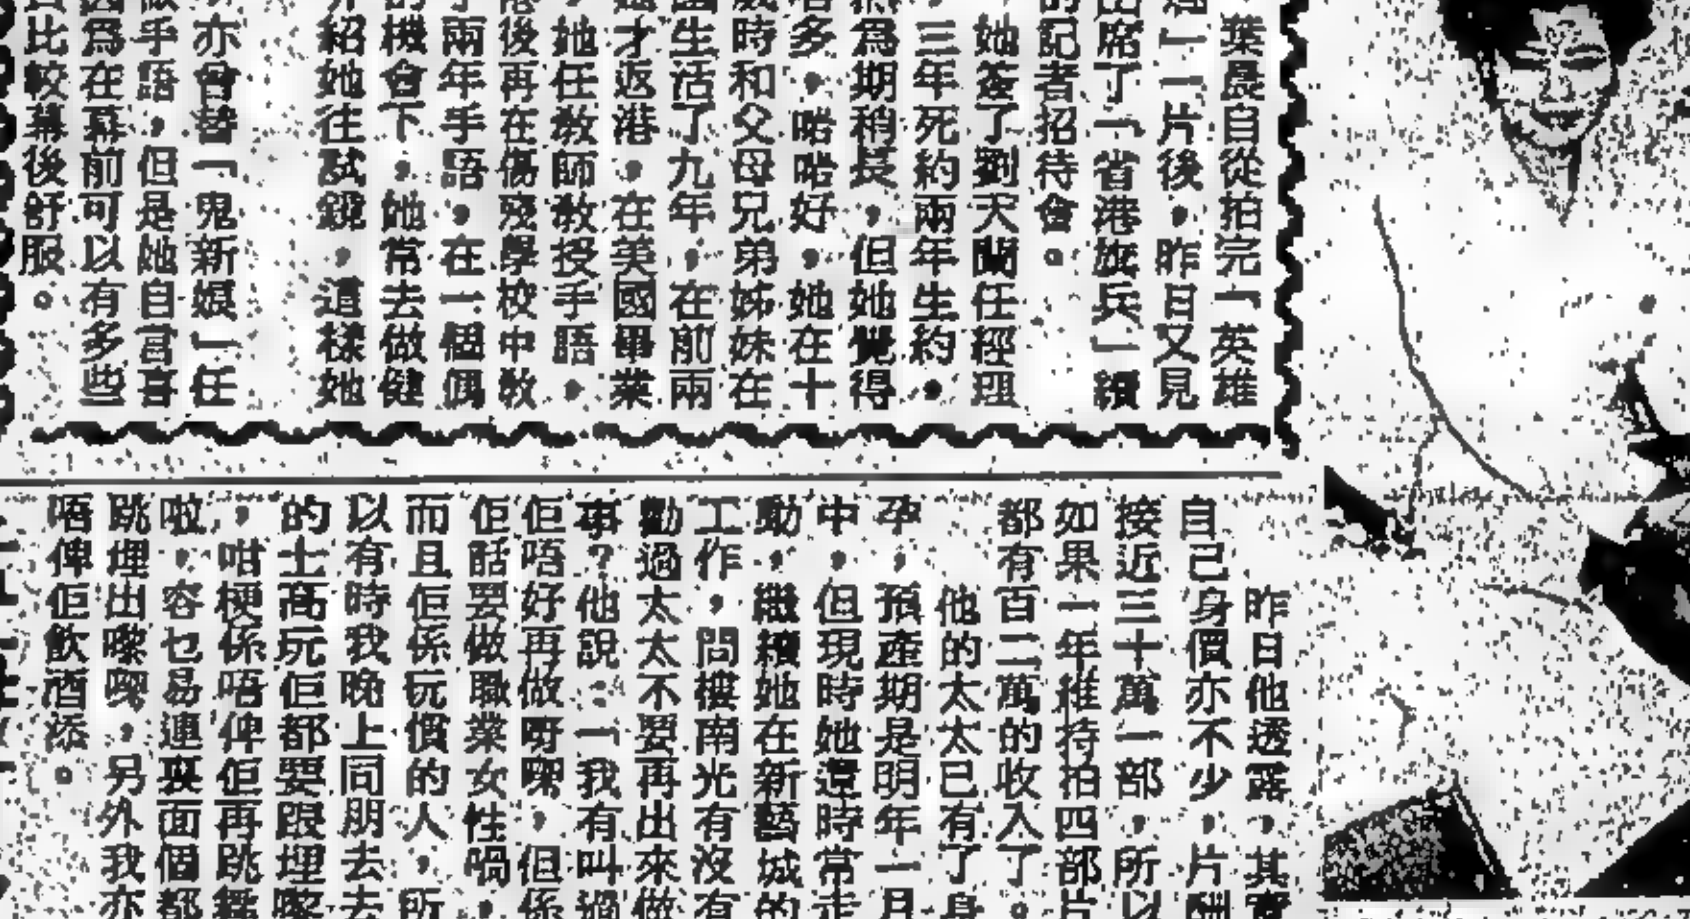 葉晨自從拍完「英雄
」一片後，昨日又見
出席了「省港旗兵」續
的記者招待會。
她簽了劉天蘭任經理
三年死約兩年生約，
為期稍長，但她覺得
多，啱啱好，她在十
歲時和父母兄弟姊妹在
生活了九年，在前兩
才返港，在美國畢業
她任教師教授手語，
後再在傷殘學校中教
兩年手語，在一個偶
的機會下，她常去做健
紹她往試鏡，這樣她
亦會替「鬼新娘」任
手語，但是她自言喜
為在幕前可以有多些
比較幕後舒服。
昨日他透露，其實
自己身價亦不少，片酬
接近三十萬一部，所以
如果一年維持拍四部片
都有百二萬的收入了。
他的太太已有了身
孕，預產期是明年一月
中，但現時她還時常走
動，繼續她在新藝城的
工作，問樓南光有沒有
勸過太太不要再出來做
事？他說：「我有叫過
佢唔好再做呀㗎，但係
佢話要做職業女性喎，
而且佢係玩慣的人，所
以有時我晚上同朋去去
的士高玩佢都要跟埋嚟
，咁梗係唔俾佢再跳
啦，容乜易連裏面個都
跳埋出嚟㗎，另外我亦
唔俾佢飲酒添。